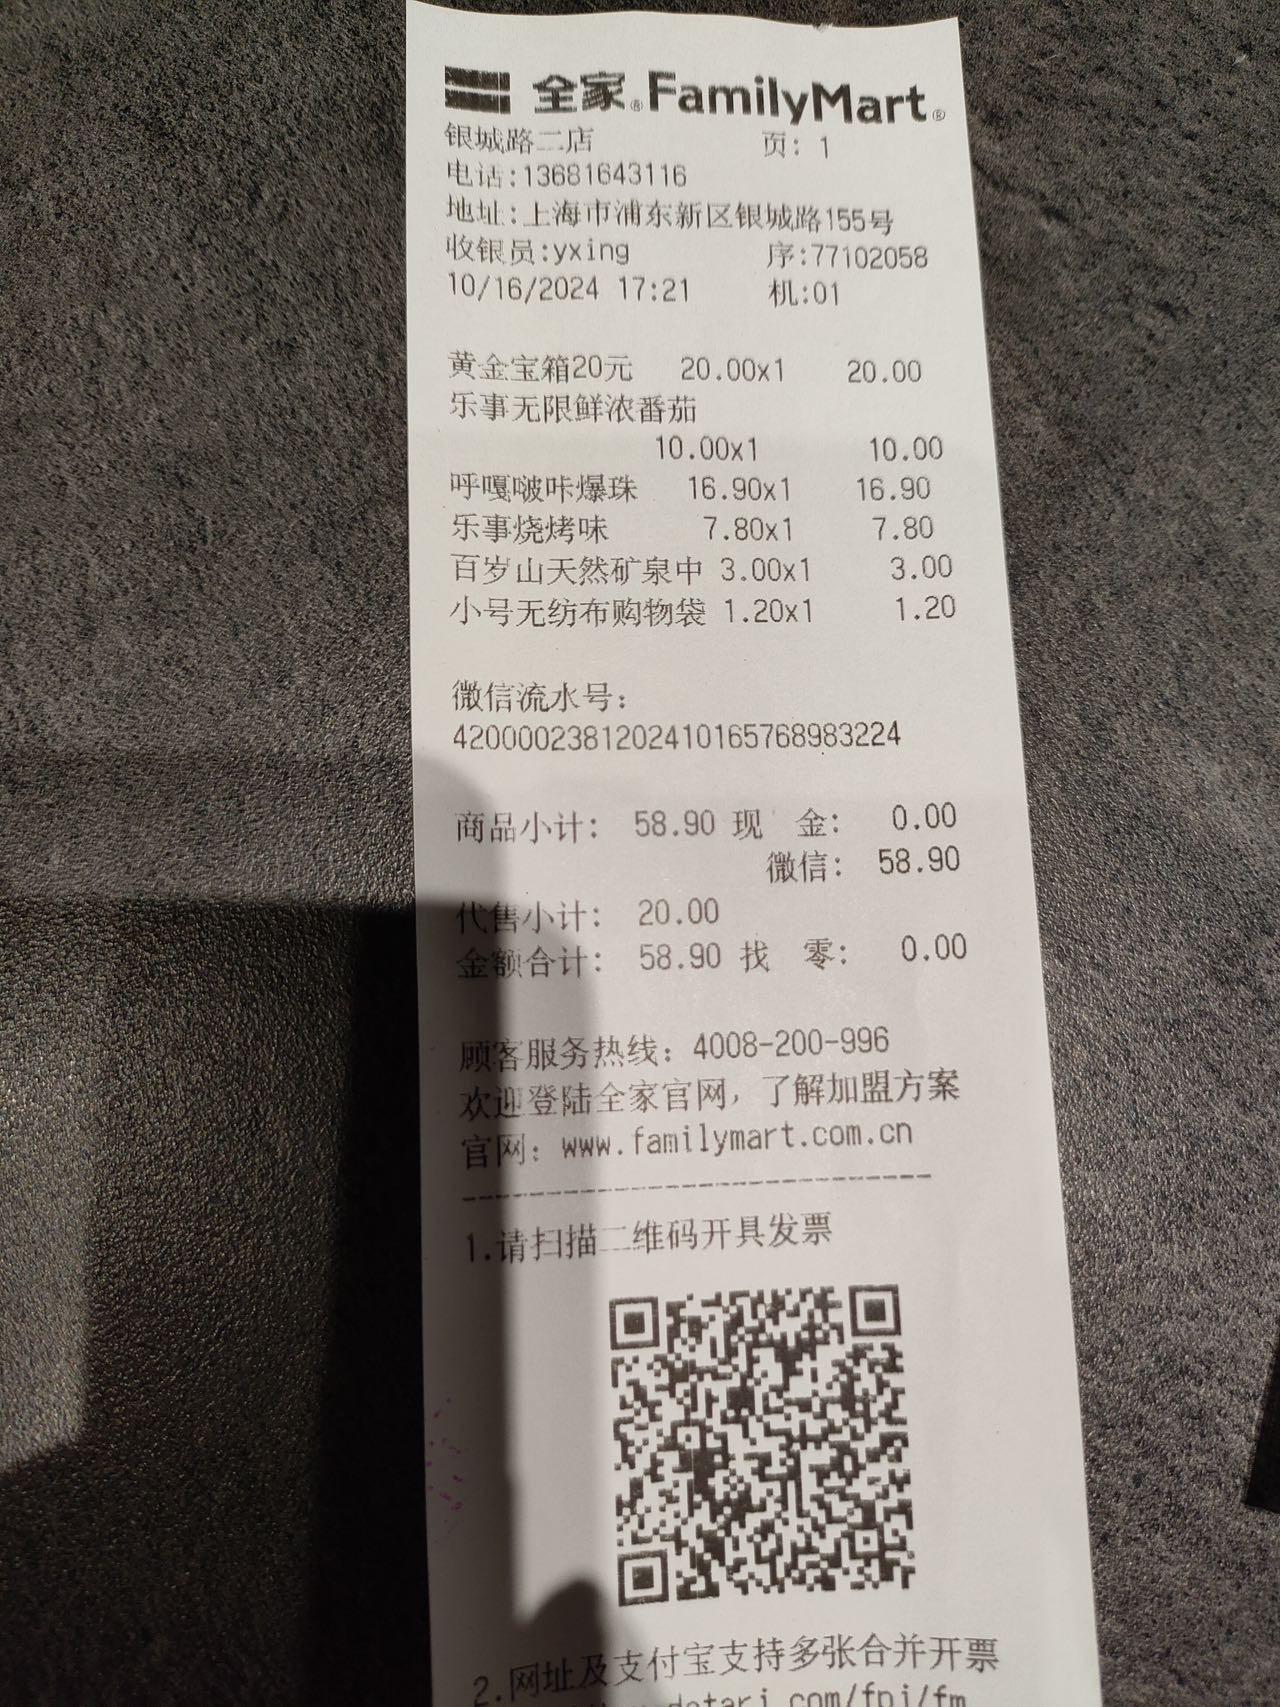 全家®FamilyMart®
银城路二店 页: 1
电话:13681643116
地址:上海市浦东新区银城路155号
收银员:yxing 序:77102058
10/16/2024 17:21 机:01
黄金宝箱20元 20.00x1 20.00
乐事无限鲜浓番茄
10.00x1 10.00
呼嘎啵咔爆珠 16.90x1 16.90
乐事烧烤味 7.80x1 7.80
百岁山天然矿泉中 3.00x1 3.00
小号无纺布购物袋 1.20x1 1.20
微信流水号:
4200002381202410165768983224
商品小计: 58.90 现 金: 0.00
微信: 58.90
代售小计: 20.00
金额合计: 58.90 找 零: 0.00
顾客服务热线: 4008-200-996
欢迎登陆全家官网, 了解加盟方案
官网: www.familymart.com.cn
1.请扫描二维码开具发票
2.网址及支付宝支持多张合并开票